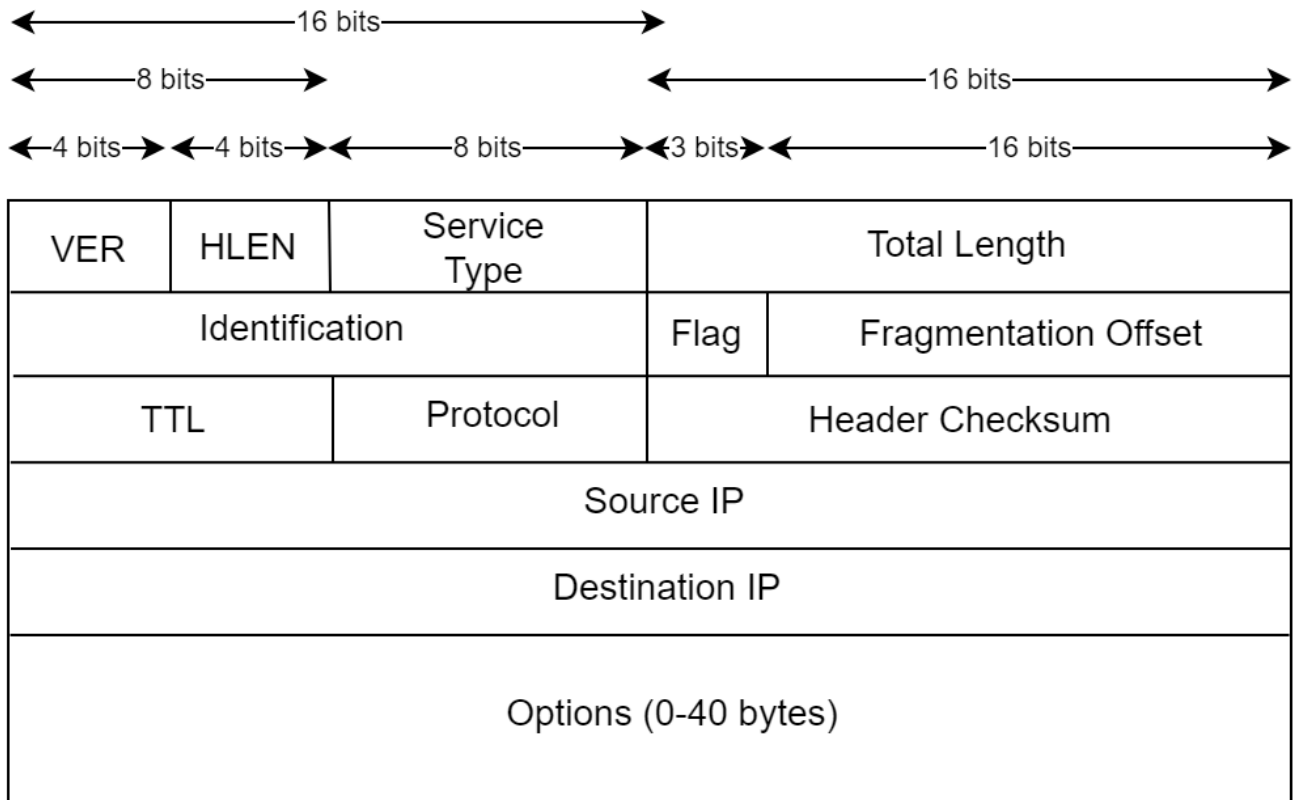 16 bits
8 bits
16 bits
4 bits
4 bits
8 bits
3 bits
16 bits
VER
HLEN
Service
Type
Total Length
Identification
Flag
Fragmentation Offset
TTL
Protocol
Header Checksum
Source IP
Destination IP
Options (0-40 bytes)